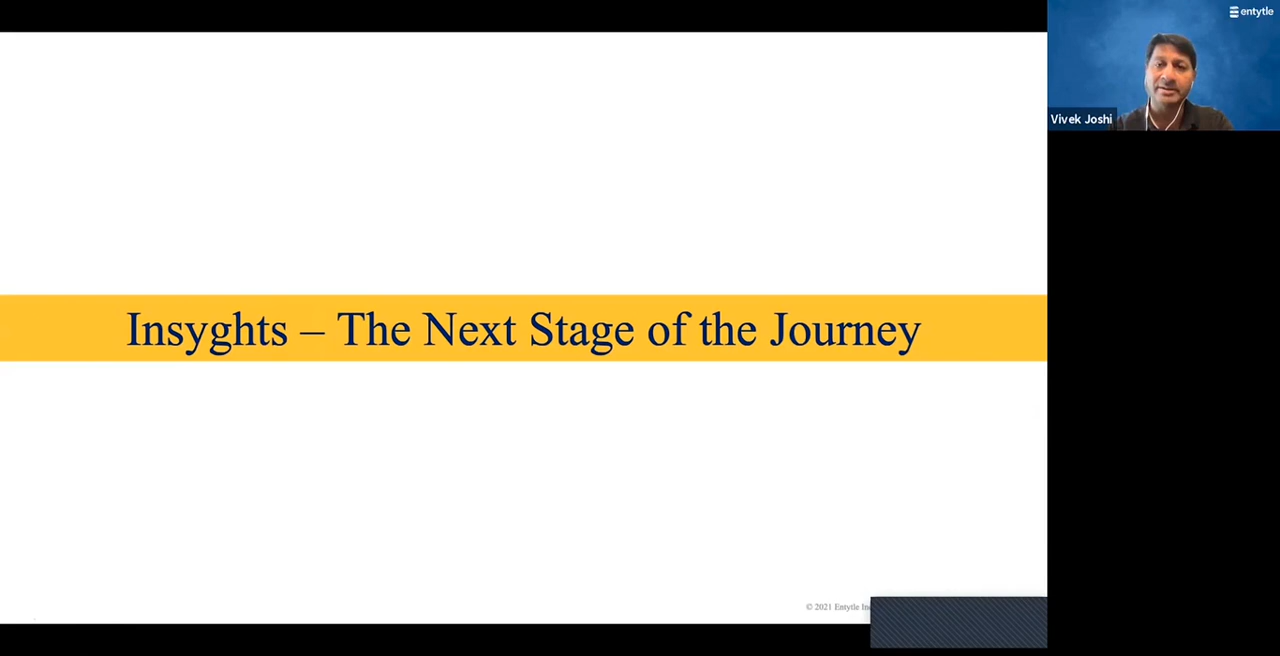 Insyghts – The Next Stage of the Journey
© 2021 Entytle
entytle
Vivek Joshi